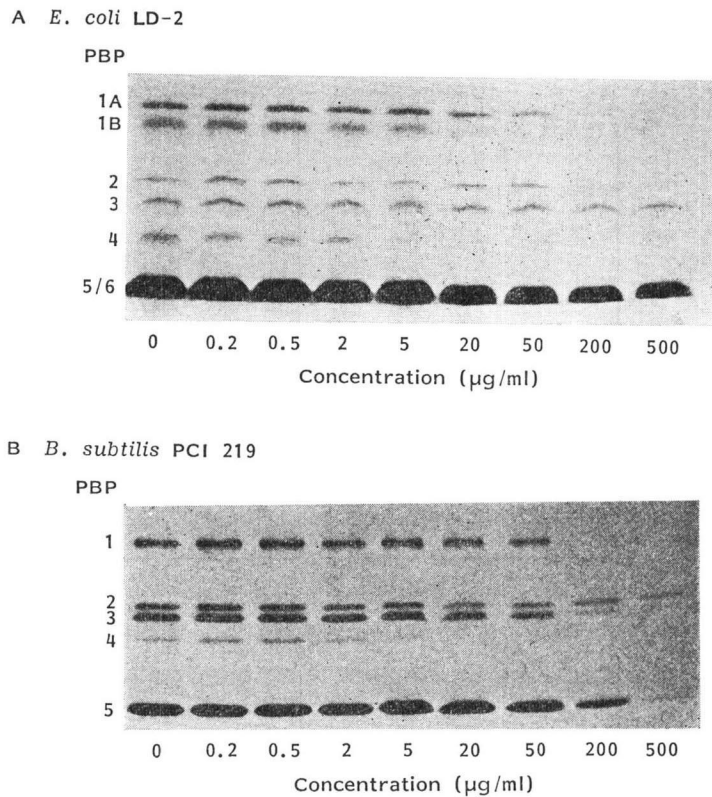 A E. coli LD-2
PBP
1A
1B
2
3
4
5/6
0 0.2 0.5 2 5 20 50 200 500
Concentration (µg/ml)
B B. subtilis PCI 219
PBP
1
2
3
4
5
0 0.2 0.5 2 5 20 50 200 500
Concentration (µg/ml)